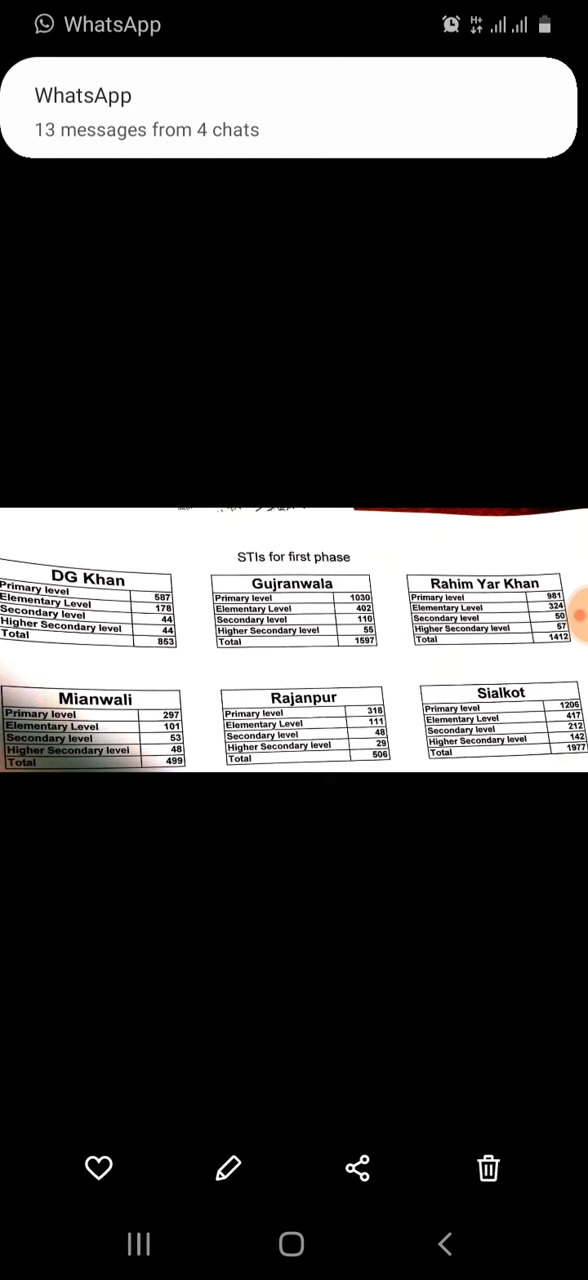 WhatsApp
WhatsApp
13 messages from 4 chats
STIs for first phase
DG Khan
Primary level 587
Elementary Level 178
Secondary level 44
Higher Secondary level 44
Total 853
Gujranwala
Primary level 1030
Elementary Level 402
Secondary level 110
Higher Secondary level 55
Total 1597
Rahim Yar Khan
Primary level 981
Elementary Level 324
Secondary level 50
Higher Secondary level 57
Total 1412
Mianwali
Primary level 297
Elementary Level 101
Secondary level 53
Higher Secondary level 48
Total 499
Rajanpur
Primary level 318
Elementary Level 111
Secondary level 48
Higher Secondary level 29
Total 506
Sialkot
Primary level 1206
Elementary Level 417
Secondary level 212
Higher Secondary level 142
Total 1977